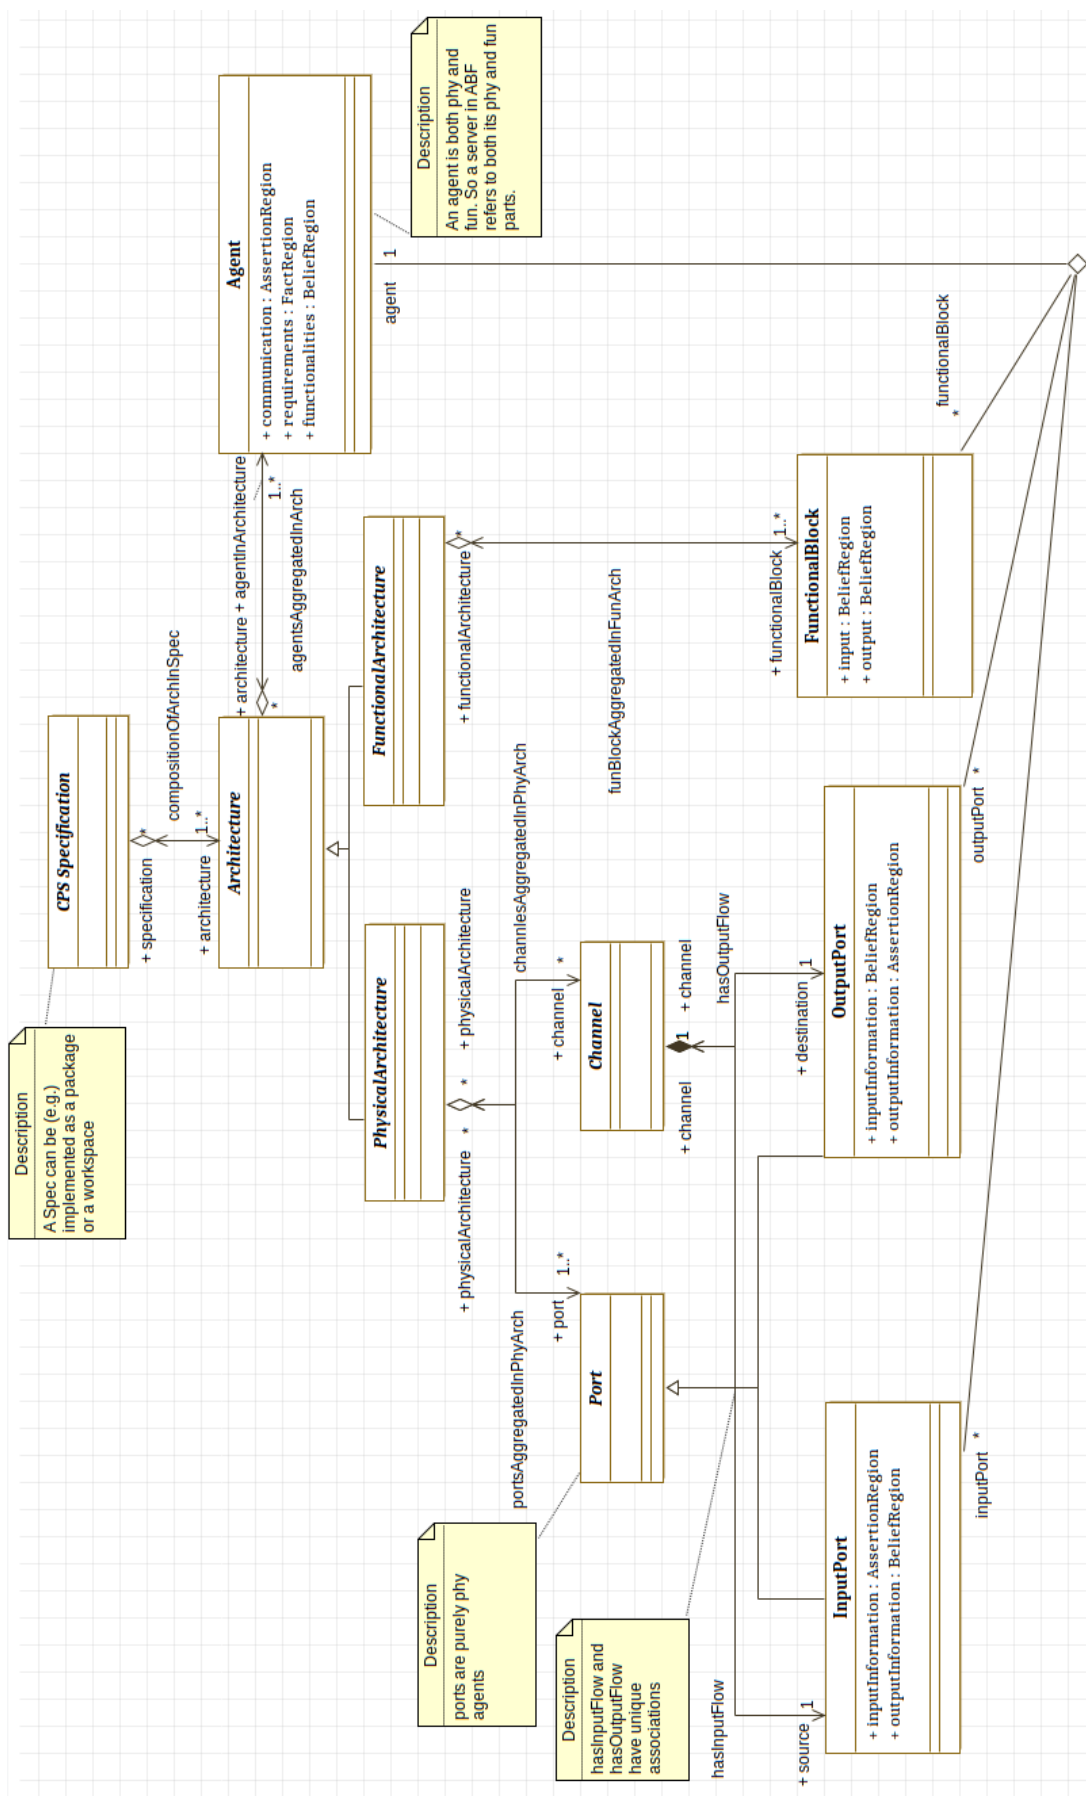 Description
A Spec can be (e.g.)
implemented as a package
or a workspace
CPS Specification
+ specification
*
compositionOfArchInSpec
+ architecture
1..*
Architecture
+ architecture
*
+ agentInArchitecture
1..*
agentsAggregatedInArch
Agent
+ communication : AssertionRegion
+ requirements : FactRegion
+ functionalities : BeliefRegion
Description
An agent is both phy and
fun. So a server in ABF
refers to both its phy and fun
parts.
agent
1
PhysicalArchitecture
FunctionalArchitecture
+ physicalArchitecture
*
+ physicalArchitecture
*
+ functionalArchitecture
*
portsAggregatedInPhyArch
channlesAggregatedInPhyArch
funBlockAggregatedInFunArch
+ port
1..*
+ channel
*
Description
ports are purely phy
agents
Port
Channel
+ channel
1
+ channel
Description
hasInputFlow and
hasOutputFlow
have unique
associations
hasInputFlow
hasOutputFlow
+ source
1
+ destination
1
+ functionalBlock
1..*
InputPort
+ inputInformation : AssertionRegion
+ outputInformation : BeliefRegion
OutputPort
+ inputInformation : BeliefRegion
+ outputInformation : AssertionRegion
FunctionalBlock
+ input : BeliefRegion
+ output : BeliefRegion
inputPort
*
outputPort
*
functionalBlock
*